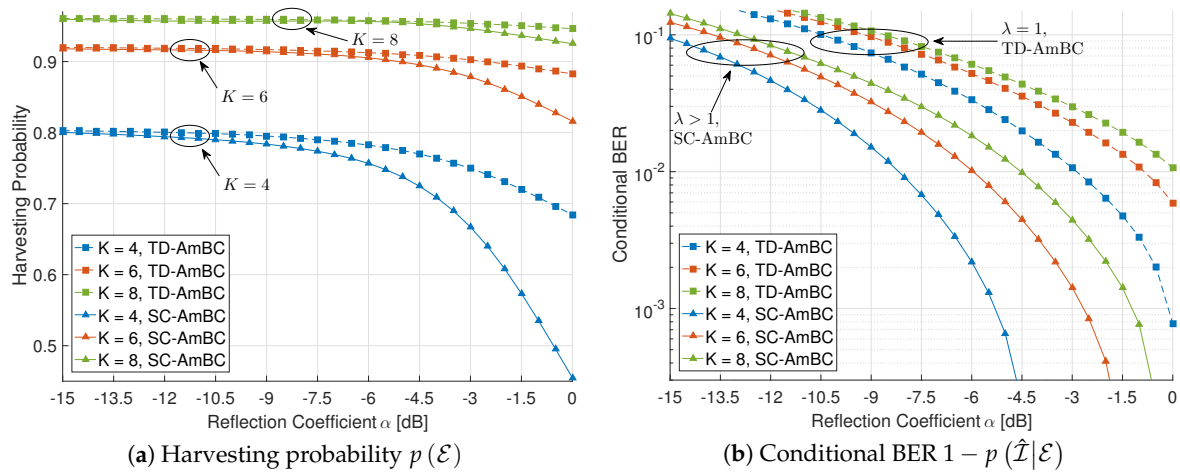 Harvesting Probability
0.9
0.8
0.7
0.6
0.5
K = 8
K = 6
K = 4
K = 4, TD-AmBC
K = 6, TD-AmBC
K = 8, TD-AmBC
K = 4, SC-AmBC
K = 6, SC-AmBC
K = 8, SC-AmBC
-15 -13.5 -12 -10.5 -9 -7.5 -6 -4.5 -3 -1.5 0
Reflection Coefficient α [dB]
(a) Harvesting probability p (ℰ)
Conditional BER
10⁻¹
10⁻²
10⁻³
λ = 1,
TD-AmBC
λ > 1,
SC-AmBC
K = 4, TD-AmBC
K = 6, TD-AmBC
K = 8, TD-AmBC
K = 4, SC-AmBC
K = 6, SC-AmBC
K = 8, SC-AmBC
-15 -13.5 -12 -10.5 -9 -7.5 -6 -4.5 -3 -1.5 0
Reflection Coefficient α [dB]
(b) Conditional BER 1 − p (ℐ̂|ℰ)